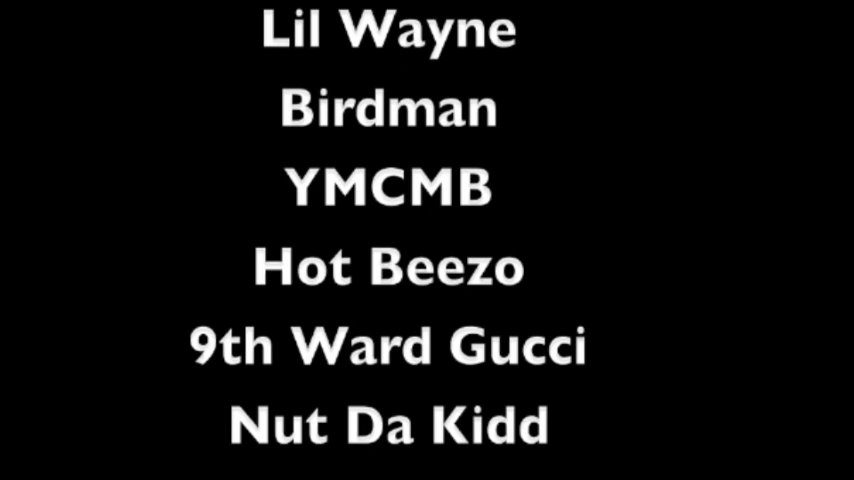 Lil Wayne
Birdman
YMCMB
Hot Beezo
9th Ward Gucci
Nut Da Kidd